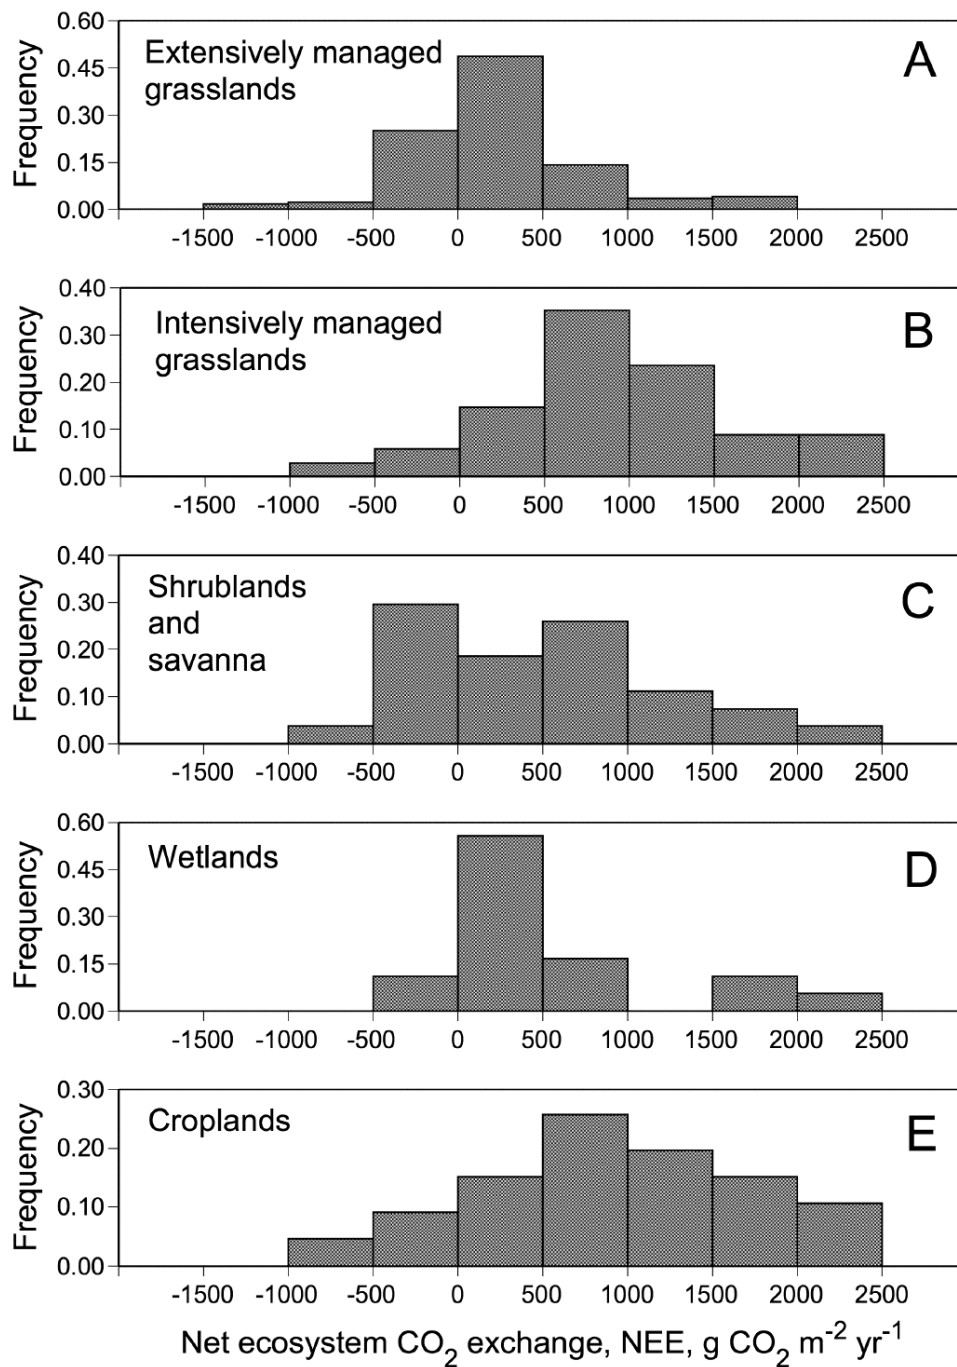 0.60
0.45
0.30
0.15
0.00
Frequency
Extensively managed
grasslands
A
-1500 -1000 -500 0 500 1000 1500 2000 2500
0.40
0.30
0.20
0.10
0.00
Frequency
Intensively managed
grasslands
B
-1500 -1000 -500 0 500 1000 1500 2000 2500
0.40
0.30
0.20
0.10
0.00
Frequency
Shrublands
and
savanna
C
-1500 -1000 -500 0 500 1000 1500 2000 2500
0.60
0.45
0.30
0.15
0.00
Frequency
Wetlands
D
-1500 -1000 -500 0 500 1000 1500 2000 2500
0.30
0.20
0.10
0.00
Frequency
Croplands
E
-1500 -1000 -500 0 500 1000 1500 2000 2500
Net ecosystem CO₂ exchange, NEE, g CO₂ m⁻² yr⁻¹